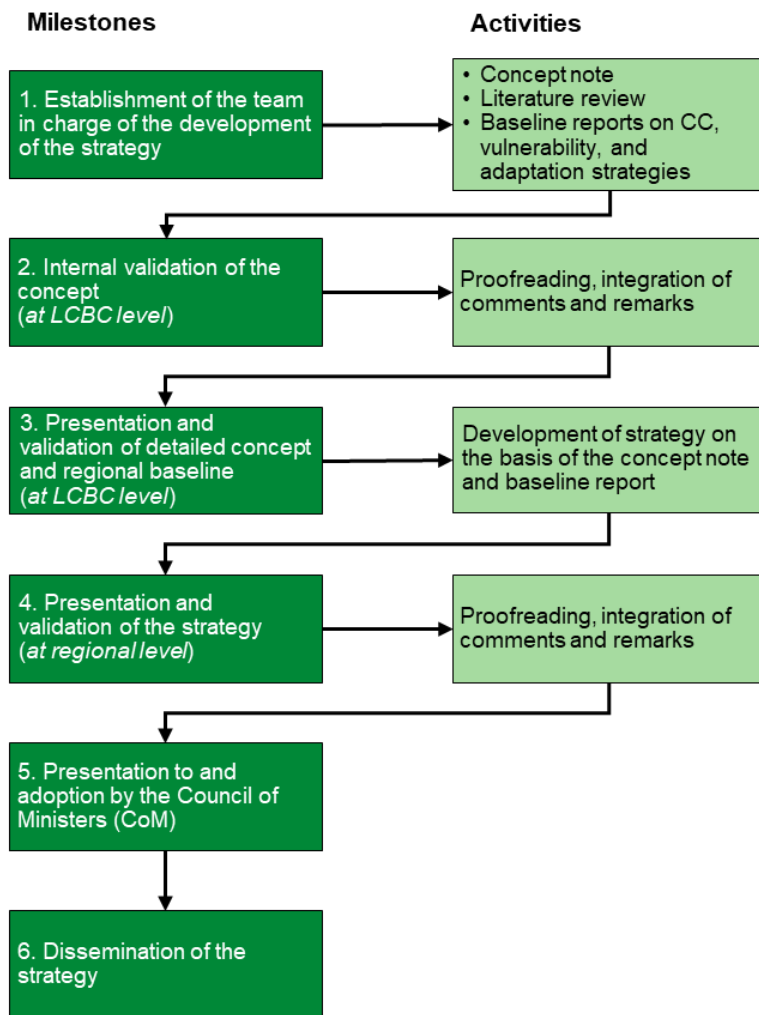 Milestones
Activities
1. Establishment of the team
in charge of the development
of the strategy
• Concept note
• Literature review
• Baseline reports on CC,
vulnerability, and
adaptation strategies
2. Internal validation of the
concept
(at LCBC level)
Proofreading, integration of
comments and remarks
3. Presentation and
validation of detailed concept
and regional baseline
(at LCBC level)
Development of strategy on
the basis of the concept note
and baseline report
4. Presentation and
validation of the strategy
(at regional level)
Proofreading, integration of
comments and remarks
5. Presentation to and
adoption by the Council of
Ministers (CoM)
6. Dissemination of the
strategy